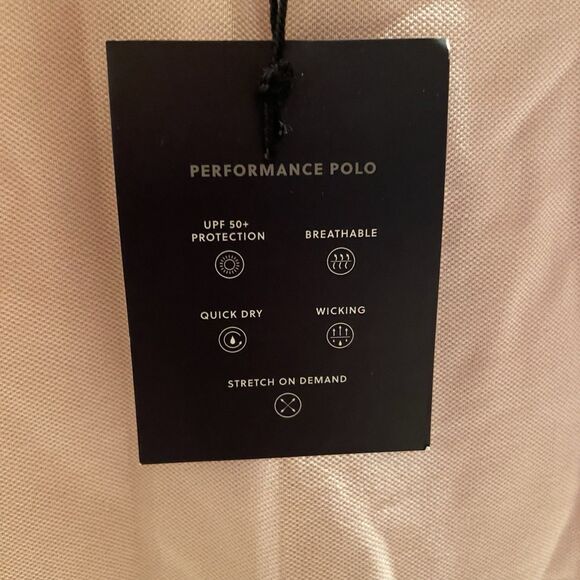 PERFORMANCE POLO
UPF 50+
PROTECTION
BREATHABLE
QUICK DRY
WICKING
STRETCH ON DEMAND